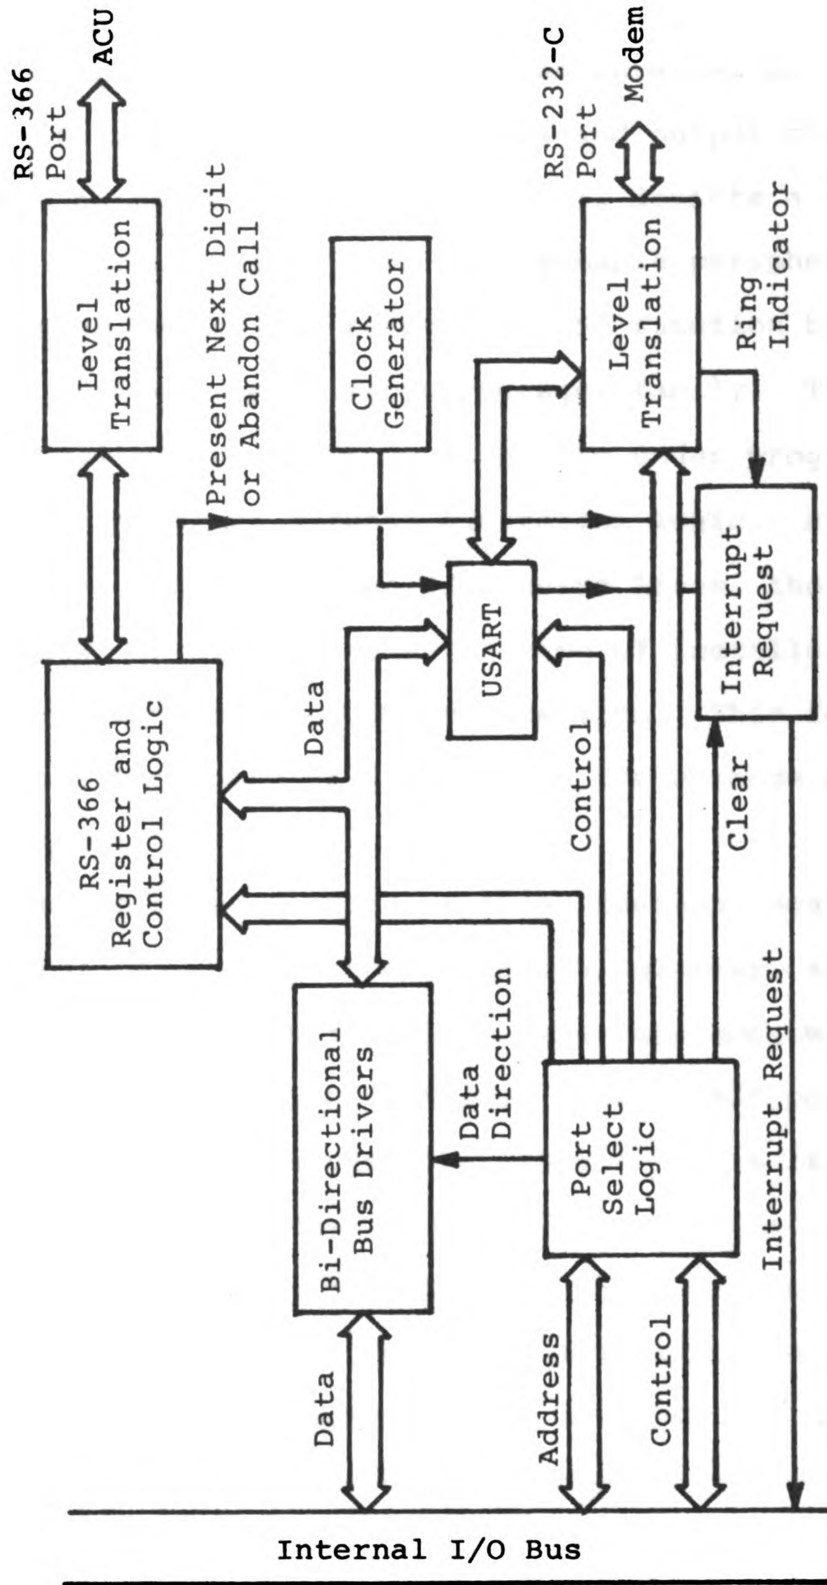 RS-366
Port
ACU
Level
Translation
Present Next Digit
or Abandon Call
RS-366
Register and
Control Logic
Clock
Generator
RS-232-C
Port
Modem
Level
Translation
Ring
Indicator
Data
USART
Control
Interrupt
Request
Clear
Bi-Directional
Bus Drivers
Data
Direction
Port
Select
Logic
Interrupt Request
Data
Address
Control
Internal I/O Bus